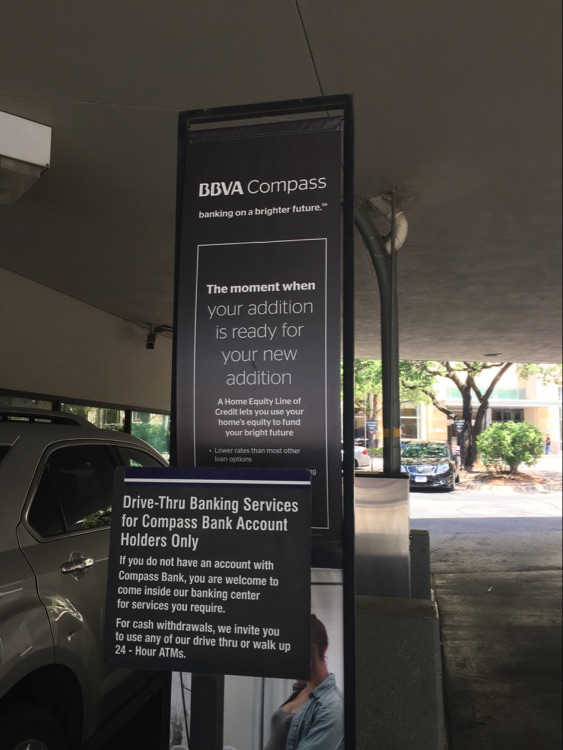 BBVA Compass
banking on a brighter future.℠
The moment when
your addition
is ready for
your new
addition
A Home Equity Line of
Credit lets you use your
home's equity to fund
your bright future
• Lower rates than most other
loan options
Drive-Thru Banking Services
for Compass Bank Account
Holders Only
If you do not have an account with
Compass Bank, you are welcome to
come inside our banking center
for services you require.
For cash withdrawals, we invite you
to use any of our drive thru or walk up
24 - Hour ATMs.